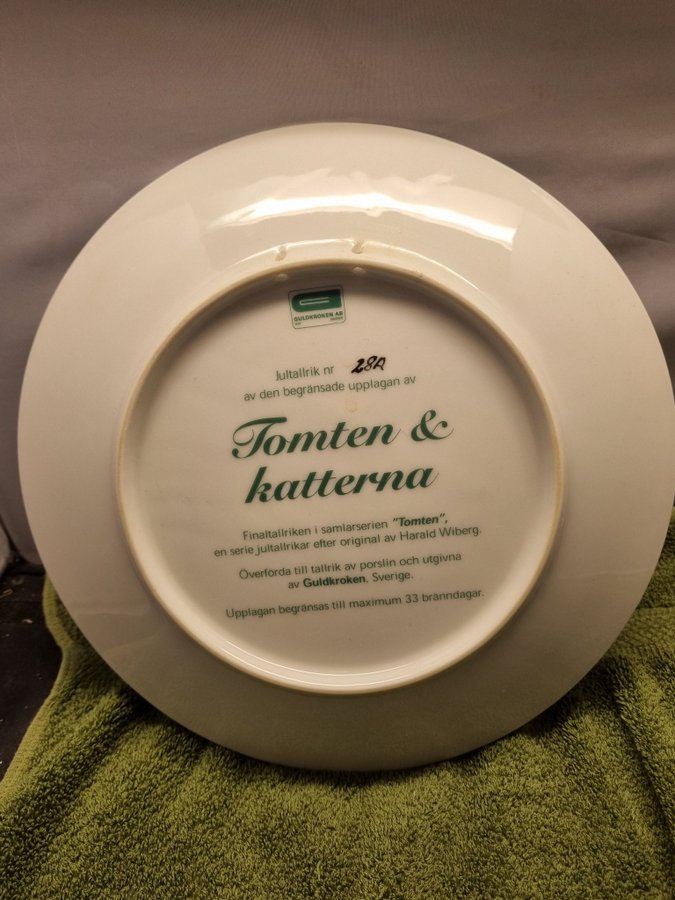 GULDKROKEN AB
Jultallrik nr 28A
av den begränsade upplagan av
Tomten &
katterna
Finaltallriken i samlarserien "Tomten",
en serie jultallrikar efter original av Harald Wiberg.
Överförda till tallrik av porslin och utgivna
av Guldkroken, Sverige.
Upplagan begränsas till maximum 33 bränndagar.